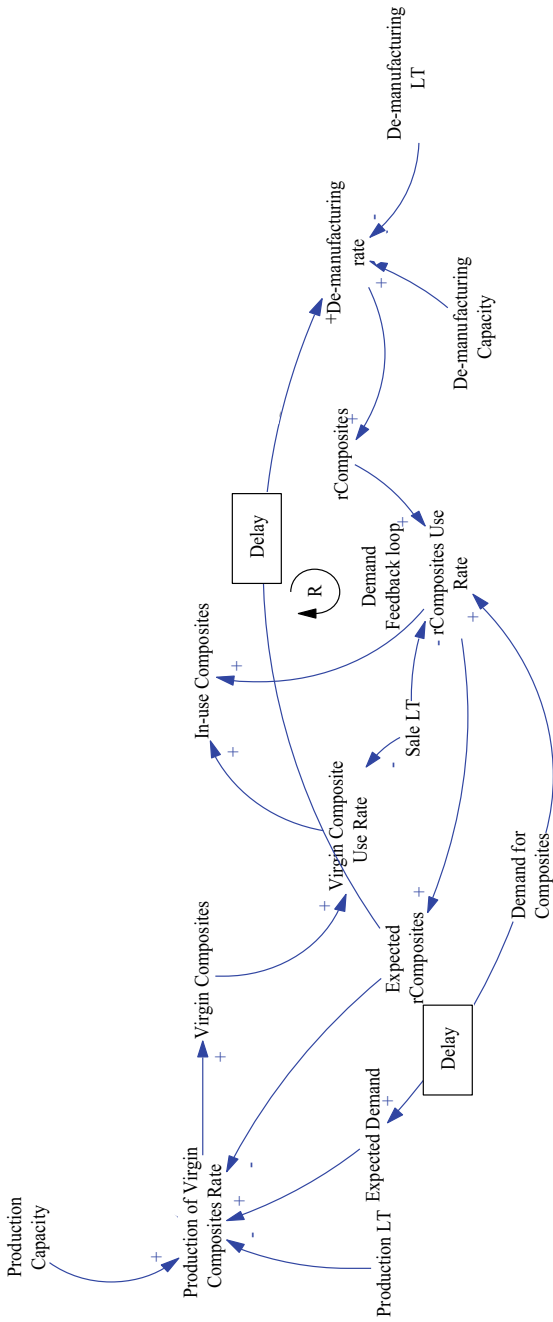 Production
Capacity
Production of Virgin
Composites Rate
Production LT
Expected Demand
Virgin Composites
Delay
Expected
rComposites
Demand for
Composites
Virgin Composite
Use Rate
In-use Composites
Sale LT
Delay
R
Demand
Feedback loop
rComposites Use
Rate
rComposites
De-manufacturing
rate
De-manufacturing
Capacity
De-manufacturing
LT